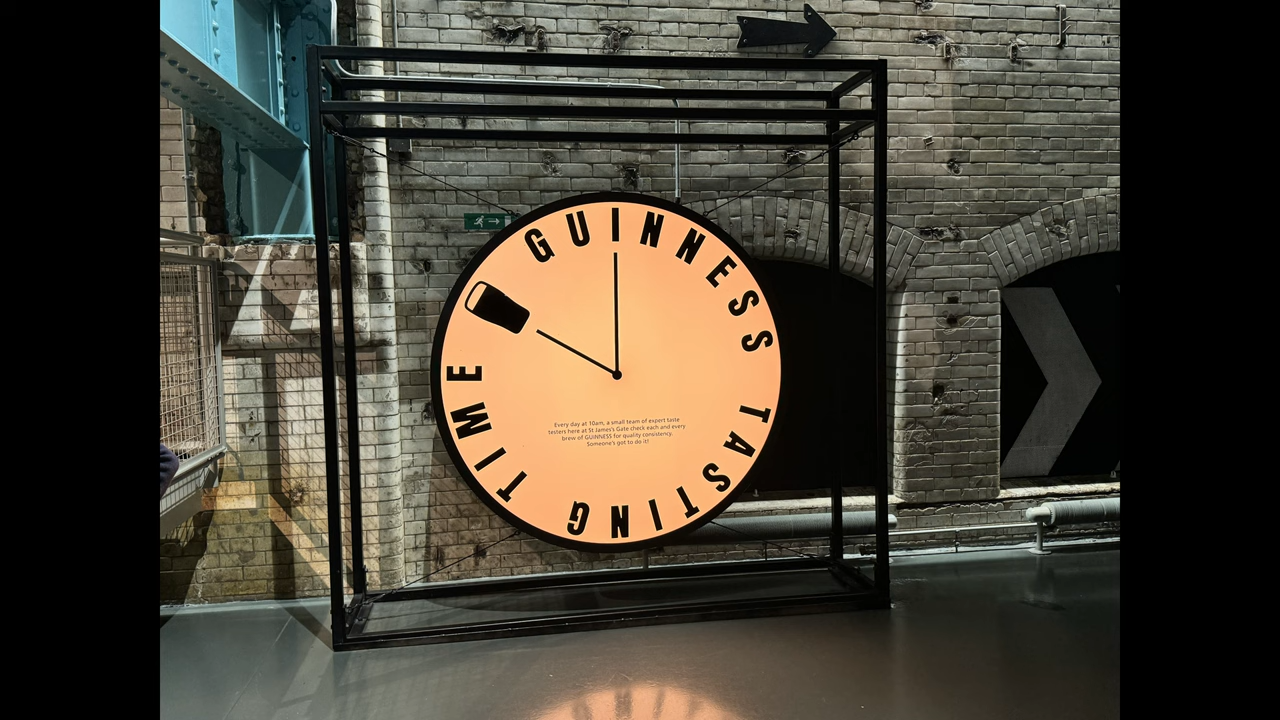 GUINNESS TASTING TIME
Every day at 10am, a small team of expert taste
testers here at St James's Gate check each and every
brew of GUINNESS for quality consistency.
Someone's got to do it!